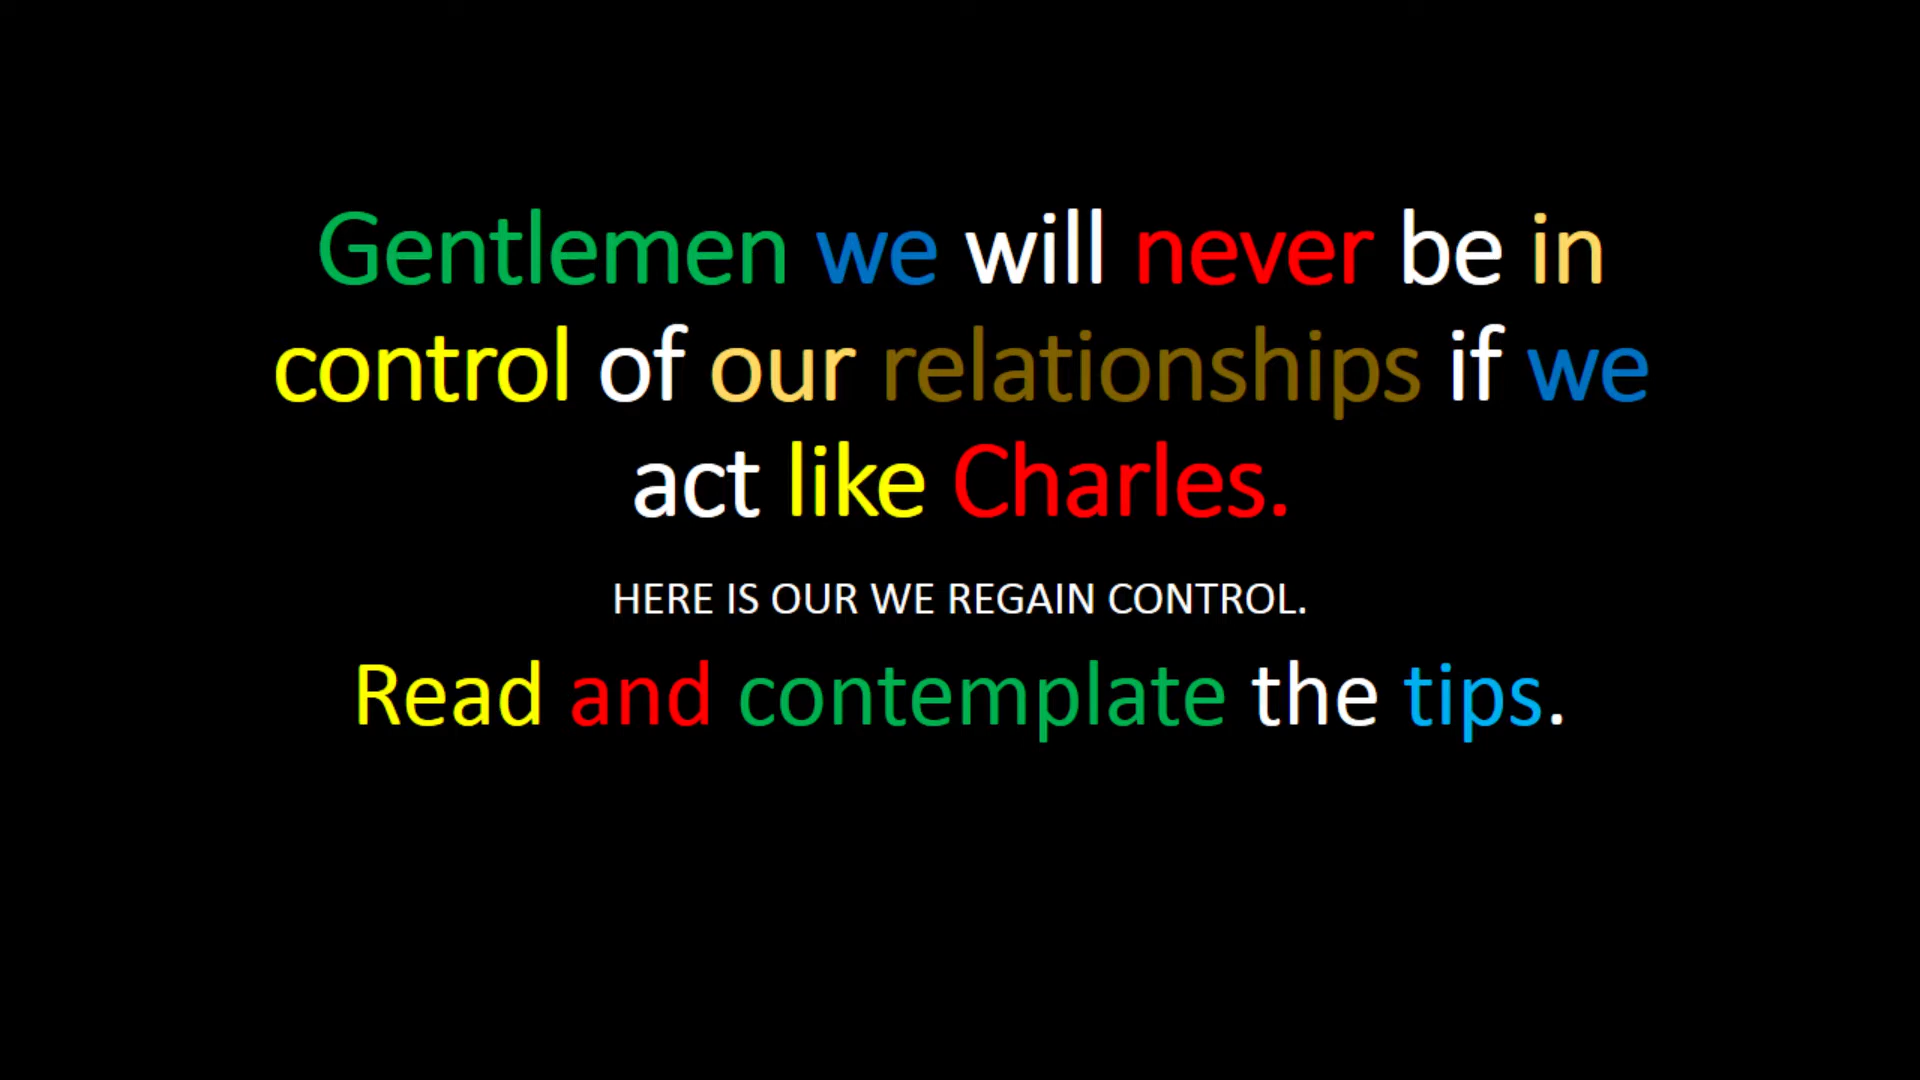 Gentlemen we will never be in
control of our relationships if we
act like Charles.
HERE IS OUR WE REGAIN CONTROL.
Read and contemplate the tips.